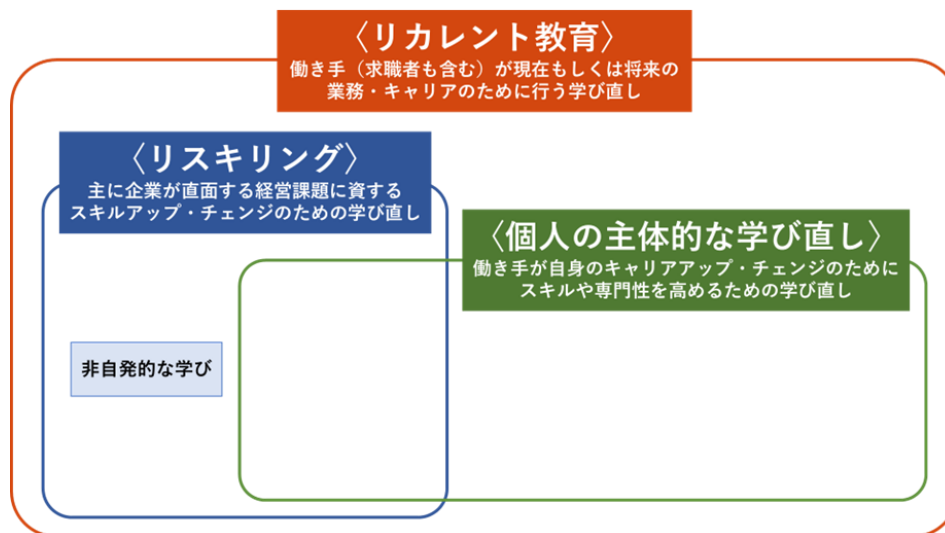 〈リカレント教育〉
働き手（求職者も含む）が現在もしくは将来の
業務・キャリアのために行う学び直し
〈リスキリング〉
主に企業が直面する経営課題に資する
スキルアップ・チェンジのための学び直し
〈個人の主体的な学び直し〉
働き手が自身のキャリアアップ・チェンジのために
スキルや専門性を高めるための学び直し
非自発的な学び